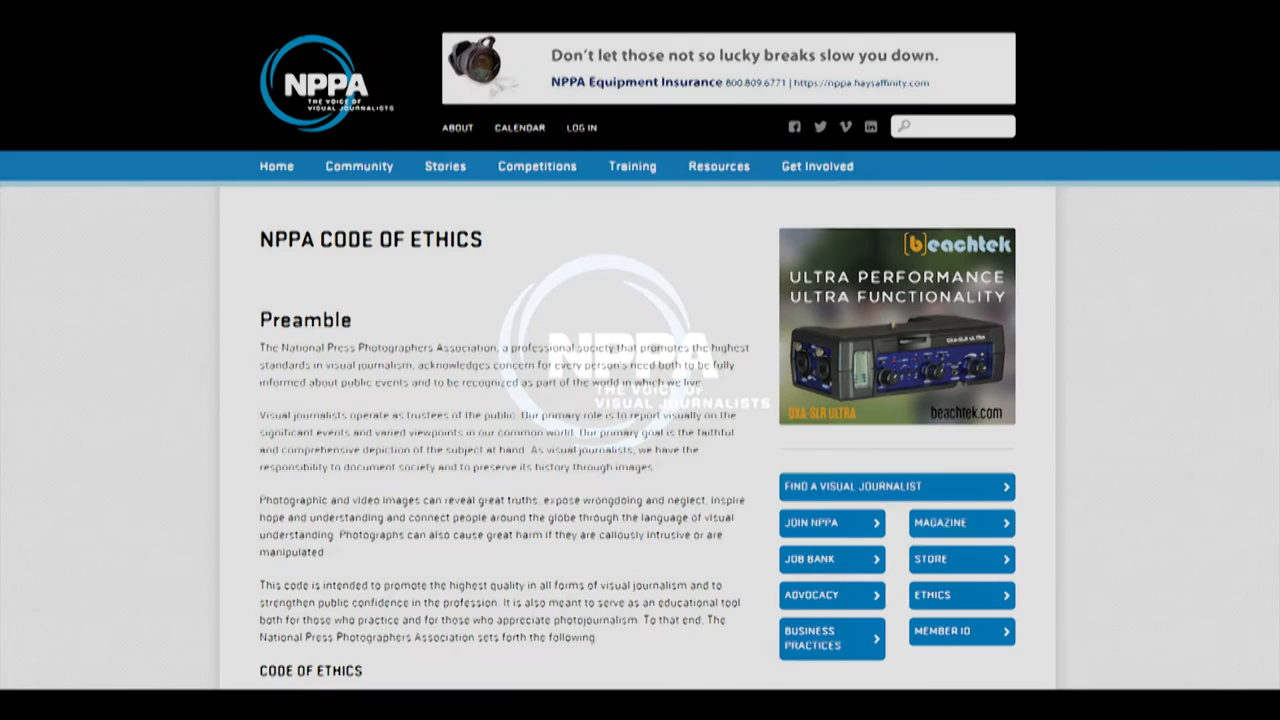 NPPA
THE VOICE OF
VISUAL JOURNALISTS
Don't let those not so lucky breaks slow you down.
NPPA Equipment Insurance 800.809.6771 | https://nppa.haysaffinity.com
ABOUT CALENDAR LOG IN
Home Community Stories Competitions Training Resources Get Involved
NPPA CODE OF ETHICS
Preamble
The National Press Photographers Association, a professional society that promotes the highest
standards in visual journalism, acknowledges concern for every person's need both to be fully
informed about public events and to be recognized as part of the world in which we live.
Visual journalists operate as trustees of the public. Our primary role is to report visually on the
significant events and varied viewpoints in our common world. Our primary goal is the faithful
and comprehensive depiction of the subject at hand. As visual journalists, we have the
responsibility to document society and to preserve its history through images.
Photographic and video images can reveal great truths, expose wrongdoing and neglect, inspire
hope and understanding and connect people around the globe through the language of visual
understanding. Photographs can also cause great harm if they are callously intrusive or are
manipulated.
This code is intended to promote the highest quality in all forms of visual journalism and to
strengthen public confidence in the profession. It is also meant to serve as an educational tool
both for those who practice and for those who appreciate photojournalism. To that end, The
National Press Photographers Association sets forth the following.
CODE OF ETHICS
NPPA
THE VOICE OF
VISUAL JOURNALISTS
beachtek
ULTRA PERFORMANCE
ULTRA FUNCTIONALITY
DXA-SLR ULTRA
DXA-SLR ULTRA beachtek.com
FIND A VISUAL JOURNALIST
JOIN NPPA MAGAZINE
JOB BANK STORE
ADVOCACY ETHICS
BUSINESS
PRACTICES
MEMBER ID